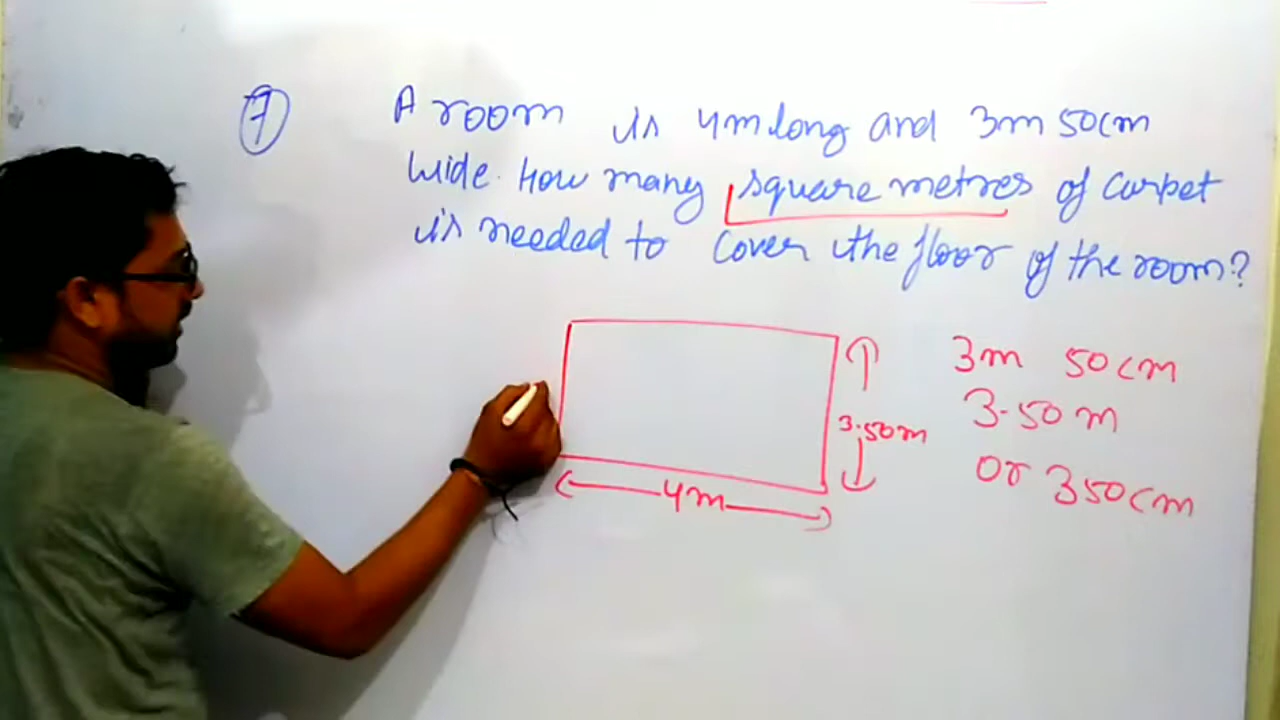 7
A room is 4m long and 3m 50cm
wide. How many square metres of carpet
is needed to cover the floor of the room?
3m 50cm
3.50m
3.50 m
4m
or 350cm